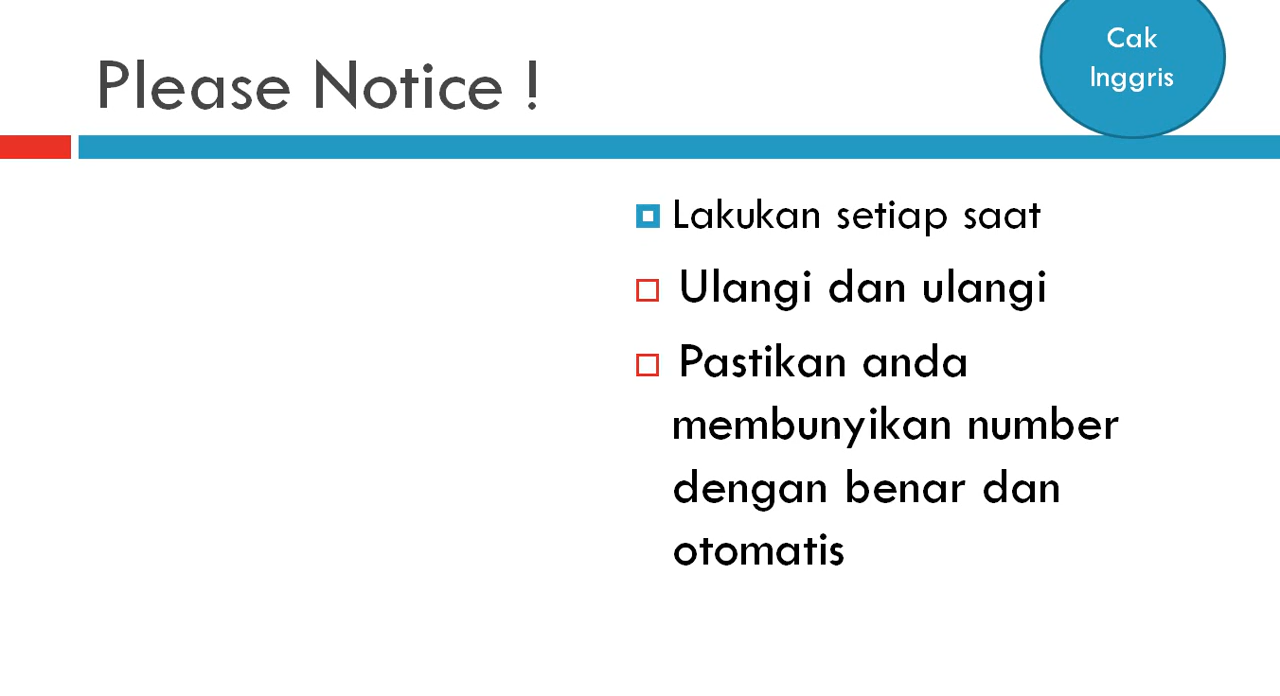 Please Notice !
Cak
Inggris
Lakukan setiap saat
Ulangi dan ulangi
Pastikan anda
membunyikan number
dengan benar dan
otomatis